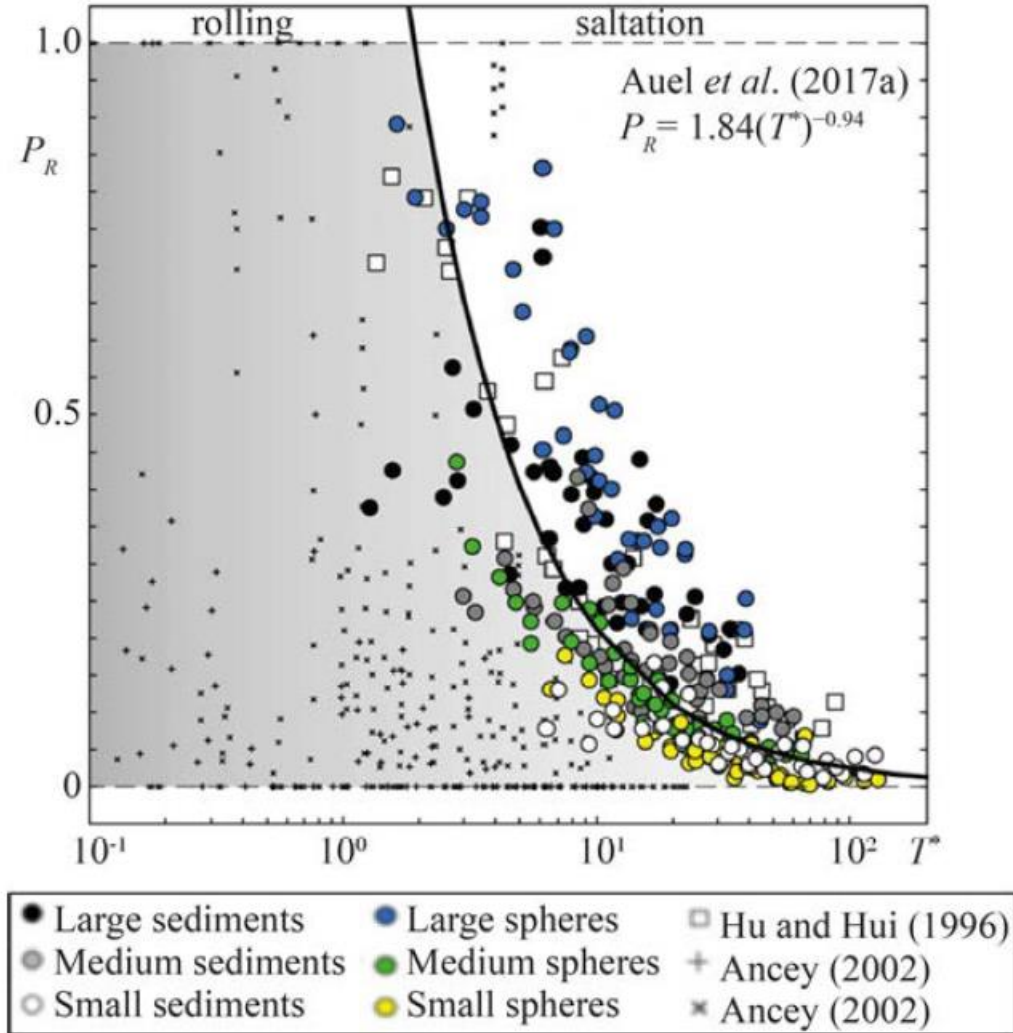 rolling saltation
1.0
Auel et al. (2017a)
P_R = 1.84(T*)^−0.94
P_R
0.5
0
10^-1 10^0 10^1 10^2 T*
Large sediments Large spheres Hu and Hui (1996)
Medium sediments Medium spheres Ancey (2002)
Small sediments Small spheres Ancey (2002)